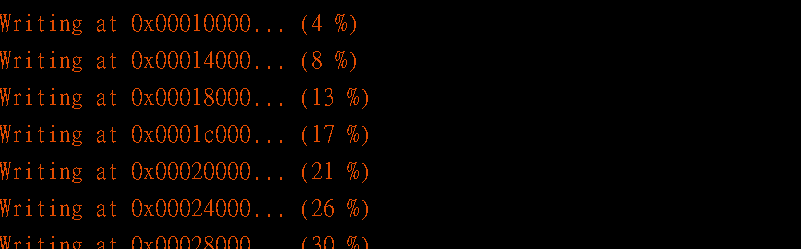 Writing at 0x00010000... (4 %)
Writing at 0x00014000... (8 %)
Writing at 0x00018000... (13 %)
Writing at 0x0001c000... (17 %)
Writing at 0x00020000... (21 %)
Writing at 0x00024000... (26 %)
Writing at 0x00028000... (30 %)